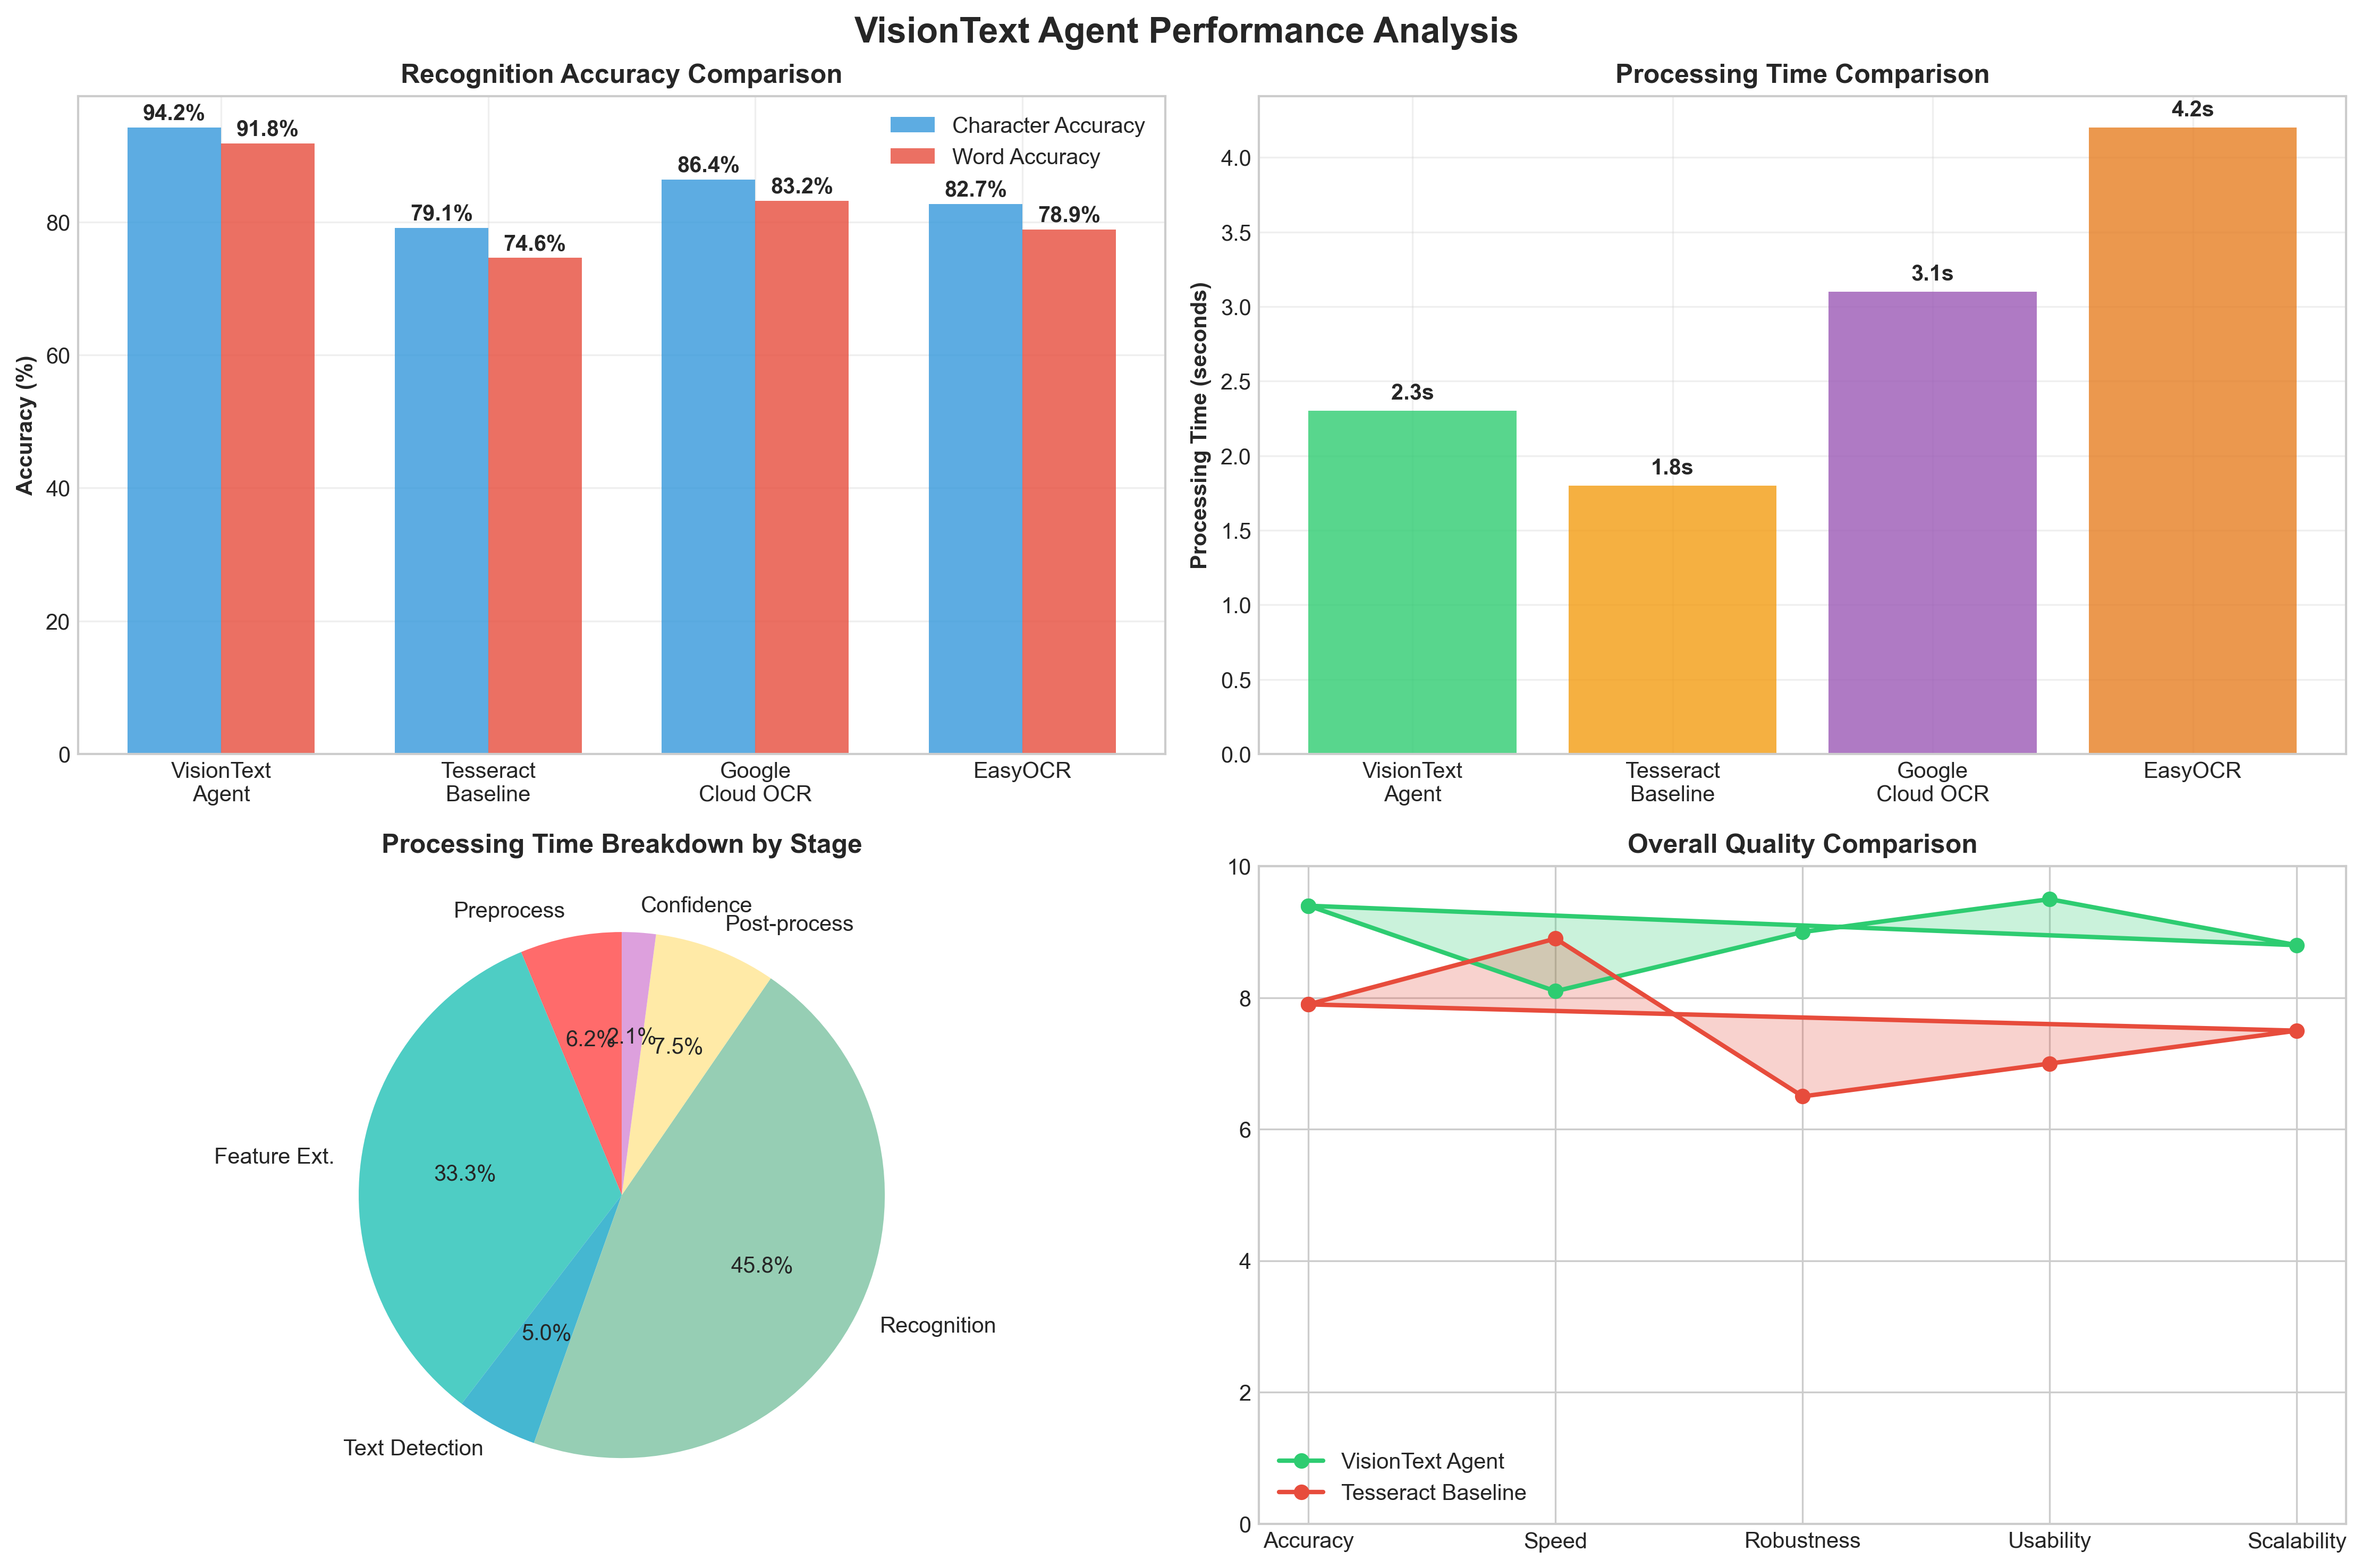 VisionText Agent Performance Analysis
Recognition Accuracy Comparison
94.2%
91.8%
79.1%
74.6%
86.4%
83.2%
82.7%
78.9%
Character Accuracy
Word Accuracy
Accuracy (%)
80
60
40
20
0
VisionText
Agent
Tesseract
Baseline
Google
Cloud OCR
EasyOCR
Processing Time Comparison
2.3s
1.8s
3.1s
4.2s
Processing Time (seconds)
4.0
3.5
3.0
2.5
2.0
1.5
1.0
0.5
0.0
VisionText
Agent
Tesseract
Baseline
Google
Cloud OCR
EasyOCR
Processing Time Breakdown by Stage
Preprocess
Confidence
Post-process
Feature Ext.
Text Detection
Recognition
6.2%
2.1%
7.5%
33.3%
5.0%
45.8%
Overall Quality Comparison
10
8
6
4
2
0
VisionText Agent
Tesseract Baseline
Accuracy
Speed
Robustness
Usability
Scalability